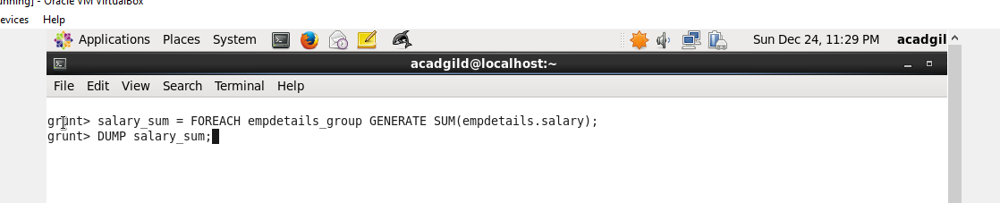 unning] - Oracle VM VirtualBox
evices Help
Applications Places System Sun Dec 24, 11:29 PM acadgil
acadgild@localhost:~
File Edit View Search Terminal Help
grunt> salary_sum = FOREACH empdetails_group GENERATE SUM(empdetails.salary);
grunt> DUMP salary_sum;